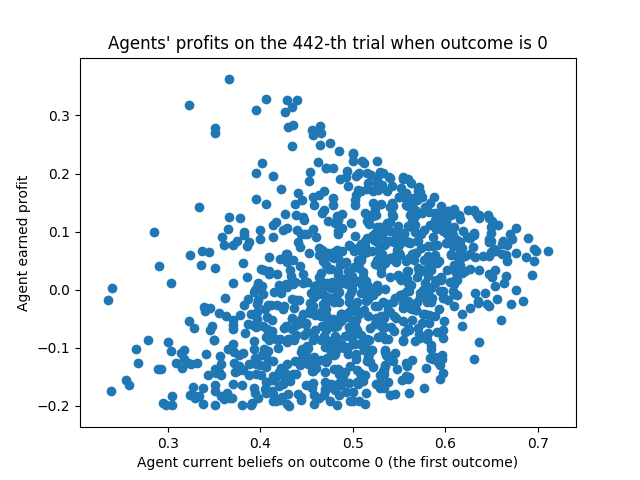 Agents' profits on the 442-th trial when outcome is 0
Agent earned profit
0.3
0.2
0.1
0.0
−0.1
−0.2
0.3 0.4 0.5 0.6 0.7
Agent current beliefs on outcome 0 (the first outcome)